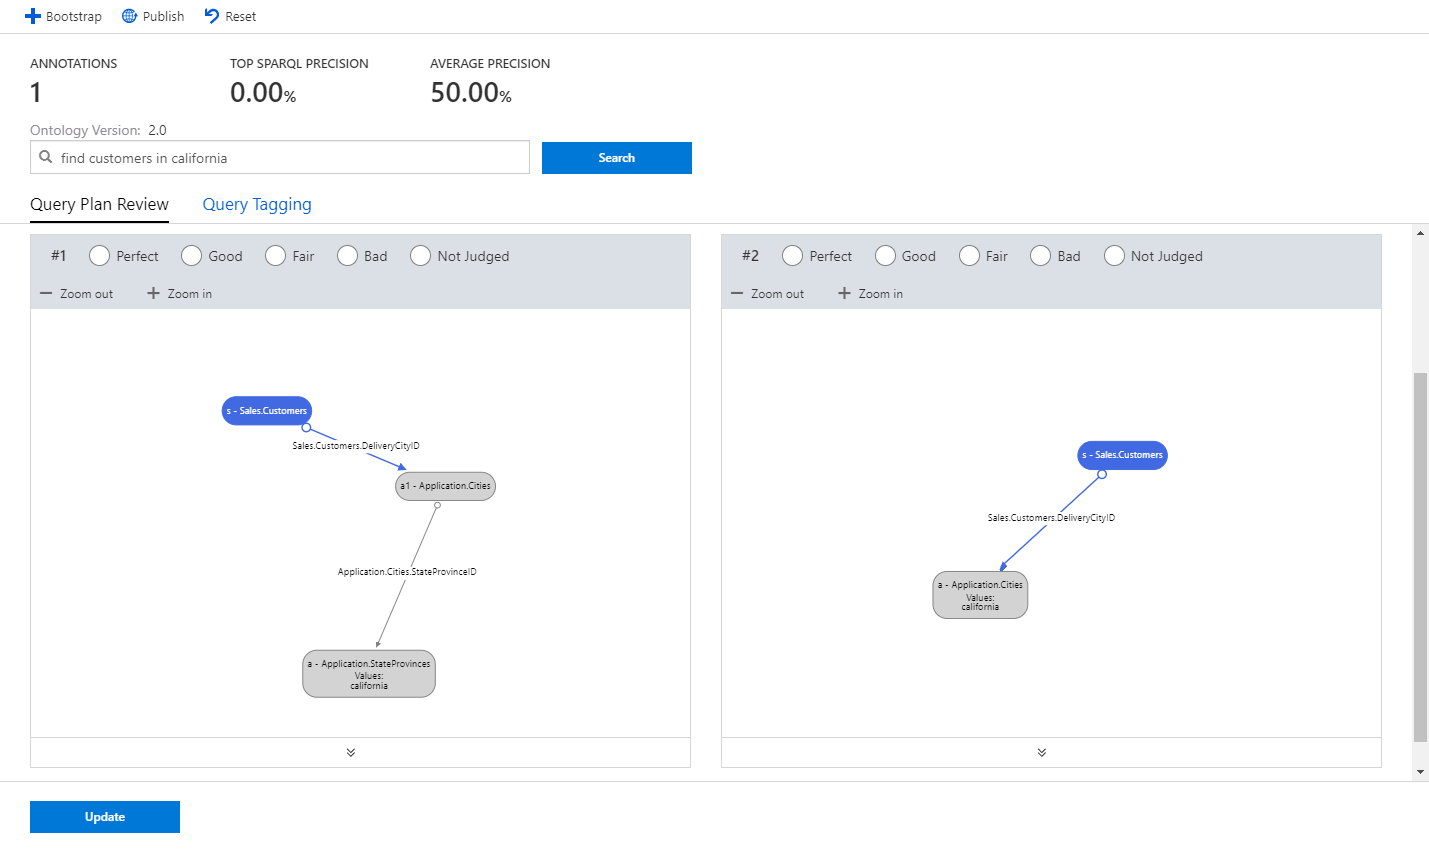 Bootstrap Publish Reset
ANNOTATIONS TOP SPARQL PRECISION AVERAGE PRECISION
1 0.00% 50.00%
Ontology Version: 2.0
find customers in california Search
Query Plan Review Query Tagging
#1 Perfect Good Fair Bad Not Judged
Zoom out Zoom in
s - Sales.Customers
Sales.Customers.DeliveryCityID
a1 - Application.Cities
Application.Cities.StateProvinceID
a - Application.StateProvinces
Values:
california
#2 Perfect Good Fair Bad Not Judged
Zoom out Zoom in
s - Sales.Customers
Sales.Customers.DeliveryCityID
a - Application.Cities
Values:
california
Update